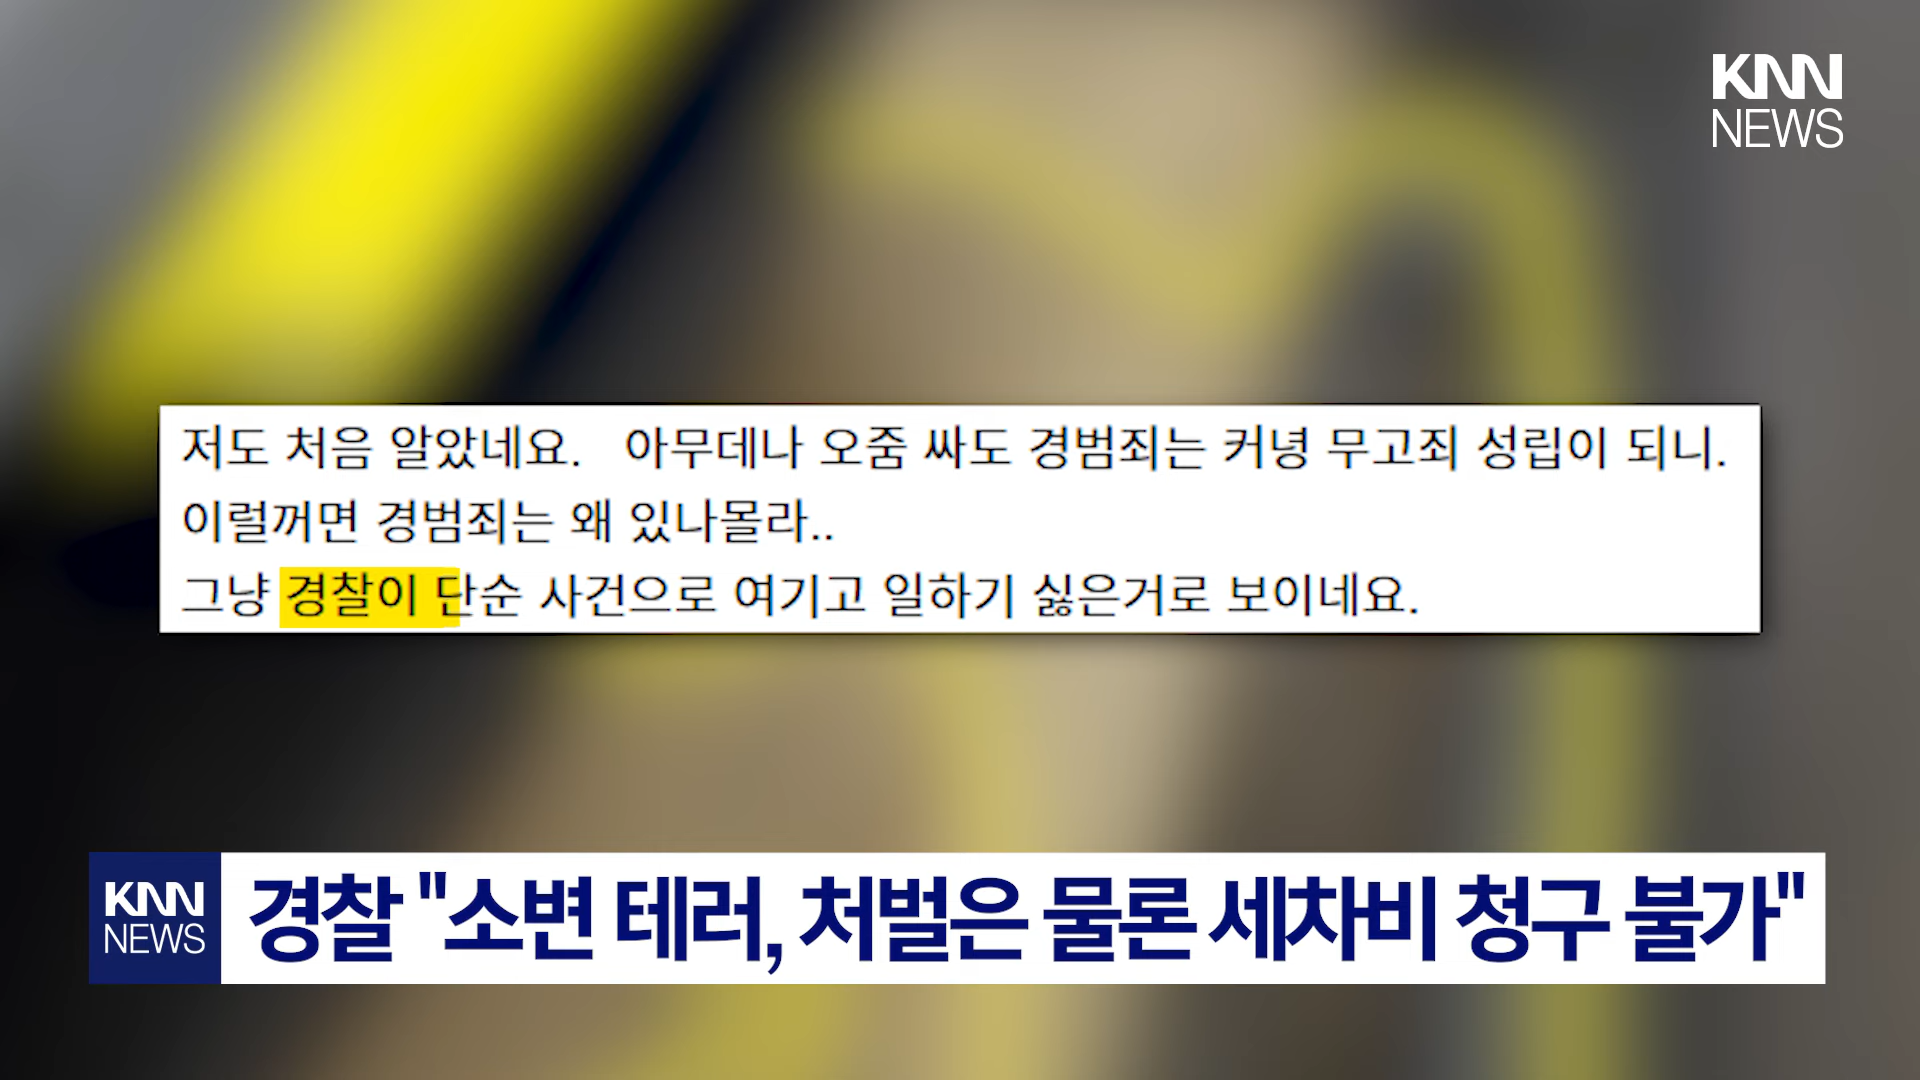 KNN
NEWS
저도 처음 알았네요. 아무데나 오줌 싸도 경범죄는 커녕 무고죄 성립이 되니.
이럴꺼면 경범죄는 왜 있나몰라..
그냥 경찰이 단순 사건으로 여기고 일하기 싫은거로 보이네요.
KNN
NEWS
경찰 "소변 테러, 처벌은 물론 세차비 청구 불가"